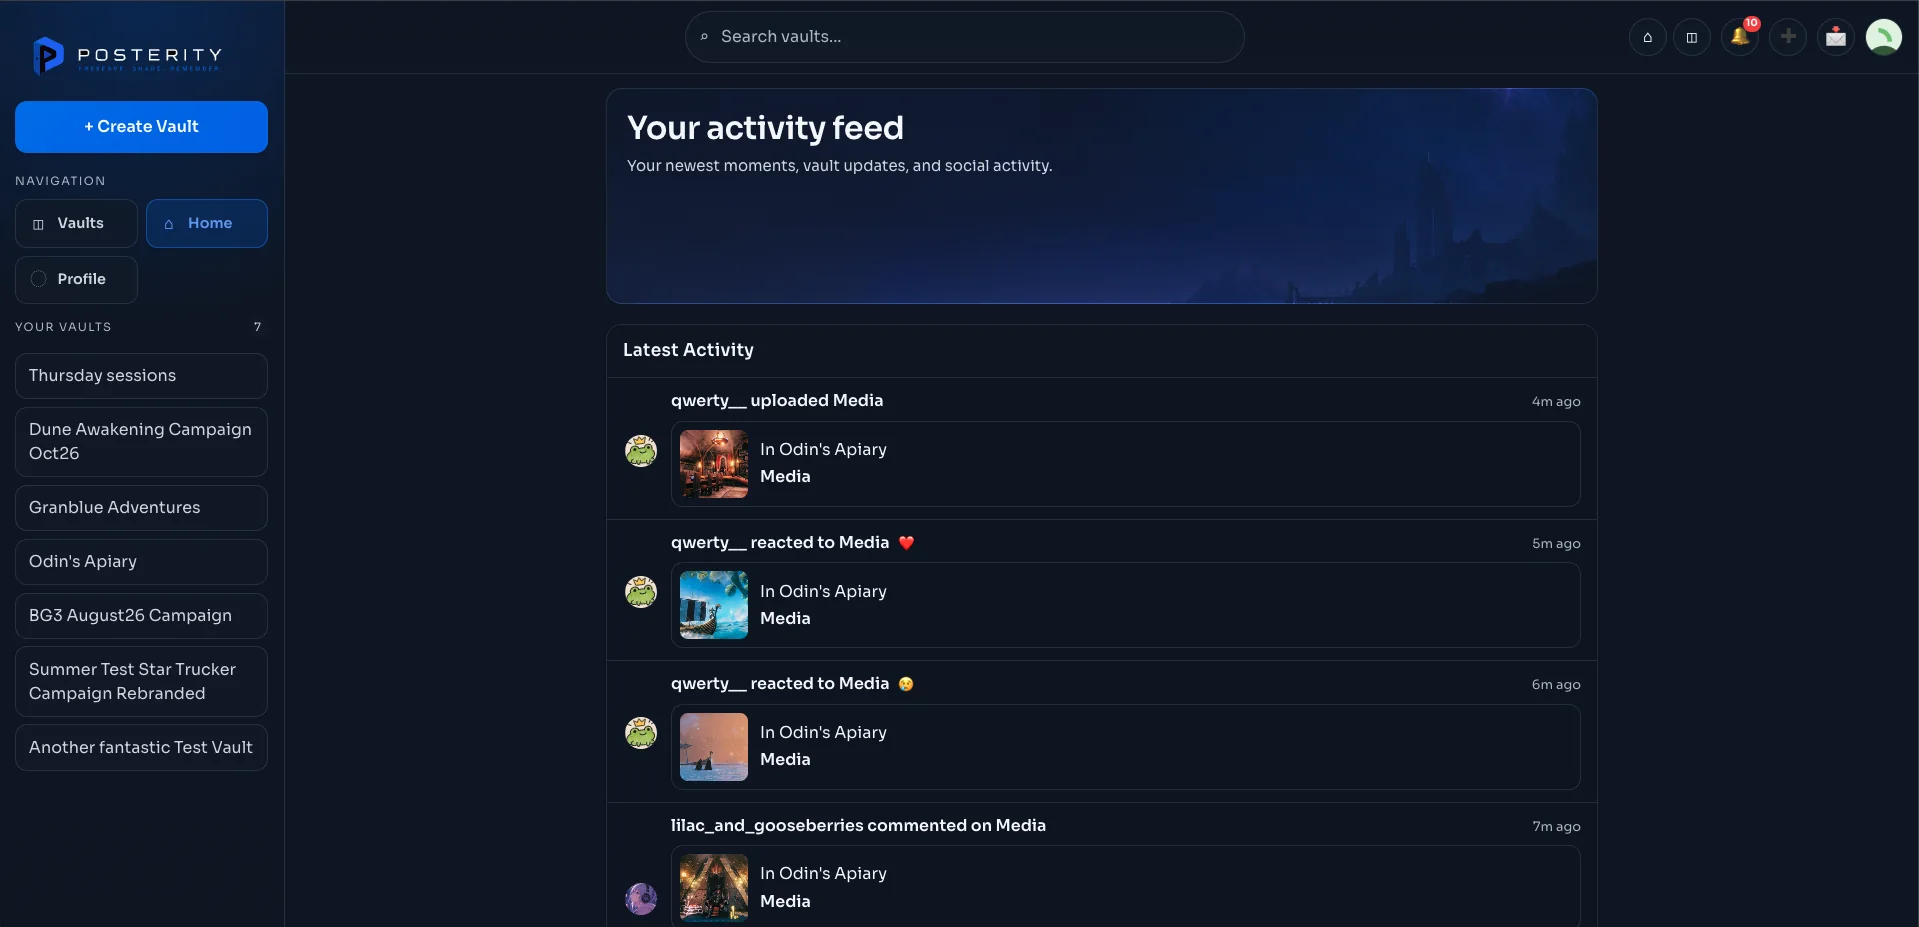 POSTERITY
PRESERVE. SHARE. REMEMBER.
Search vaults...
10
+ Create Vault
NAVIGATION
Vaults
Home
Profile
YOUR VAULTS
7
Thursday sessions
Dune Awakening Campaign
Oct26
Granblue Adventures
Odin's Apiary
BG3 August26 Campaign
Summer Test Star Trucker
Campaign Rebranded
Another fantastic Test Vault
Your activity feed
Your newest moments, vault updates, and social activity.
Latest Activity
qwerty__ uploaded Media
4m ago
In Odin's Apiary
Media
qwerty__ reacted to Media ❤️
5m ago
In Odin's Apiary
Media
qwerty__ reacted to Media 😢
6m ago
In Odin's Apiary
Media
lilac_and_gooseberries commented on Media
7m ago
In Odin's Apiary
Media